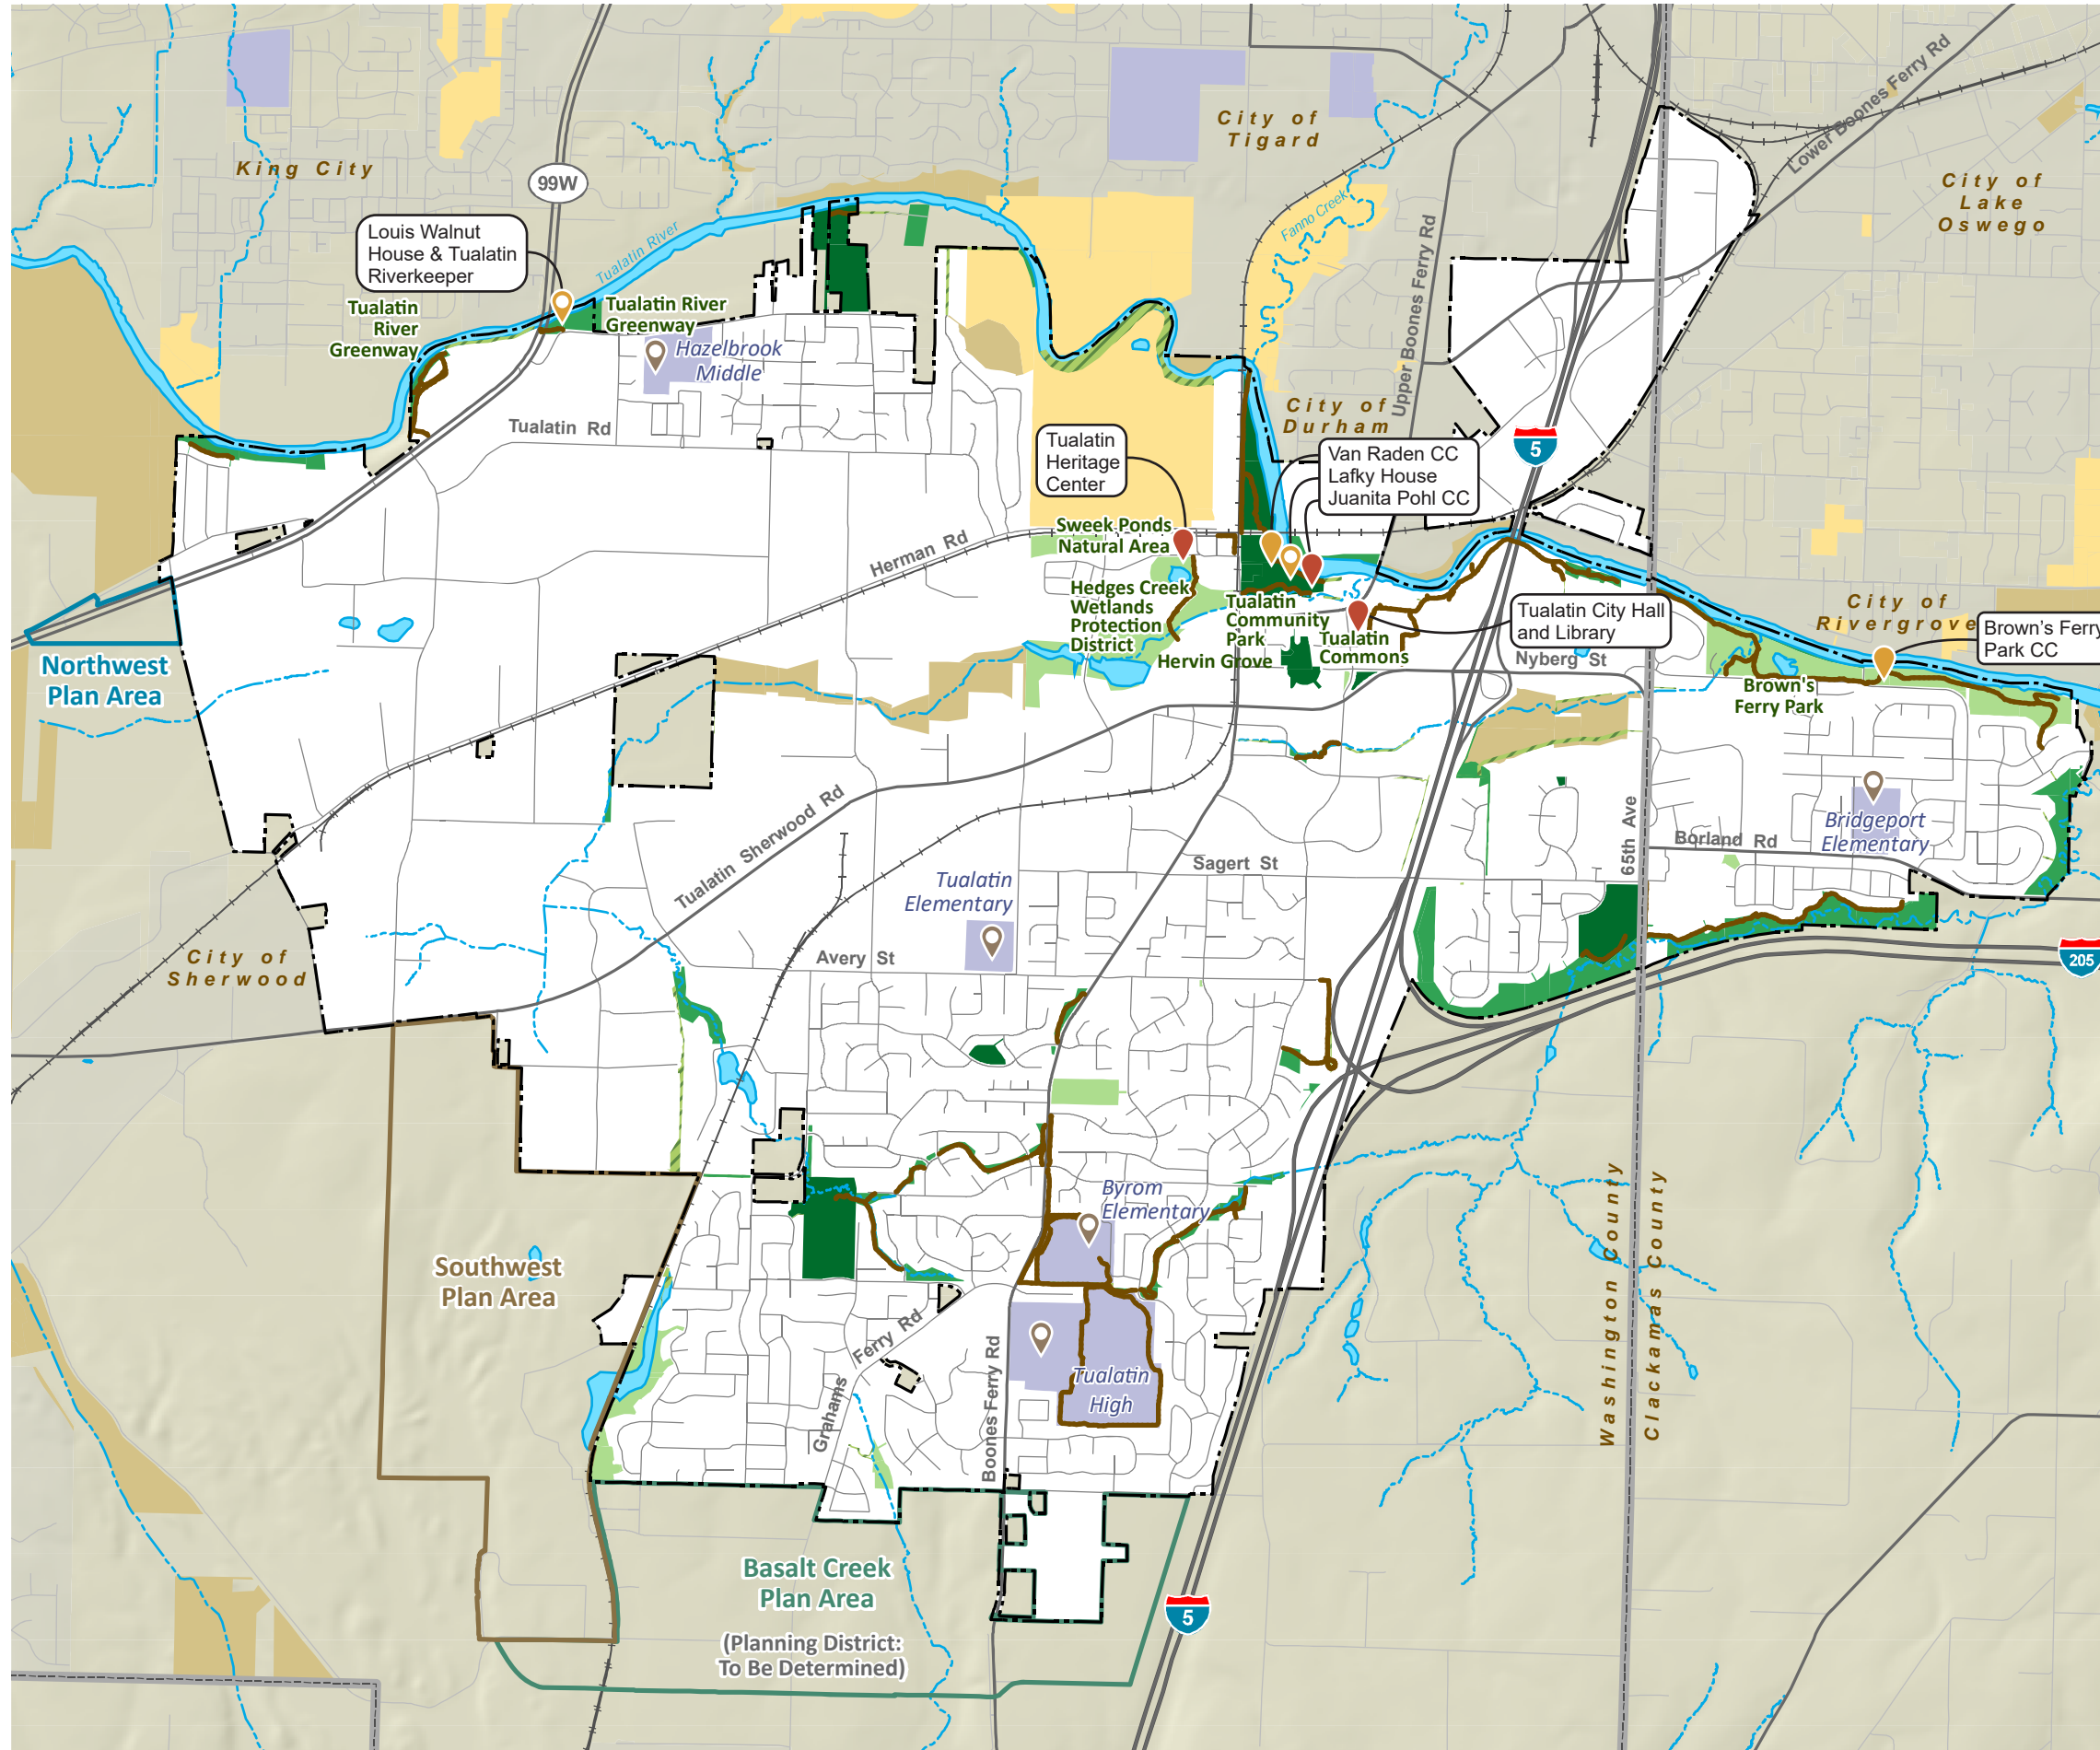 King City
City of
Tigard
Lower Boones Ferry Rd
City of
Lake
Oswego
99W
Louis Walnut
House & Tualatin
Riverkeeper
Tualatin River
Fanno Creek
Upper Boones Ferry Rd
Tualatin
River
Greenway
Tualatin River
Greenway
Hazelbrook
Middle
Tualatin Rd
City of
Durham
Tualatin
Heritage
Center
Van Raden CC
Lafky House
Juanita Pohl CC
5
Sweek Ponds
Natural Area
Herman Rd
Hedges Creek
Wetlands
Protection
District
Tualatin
Community
Park
Hervin Grove
Tualatin
Commons
Tualatin City Hall
and Library
Nyberg St
City of
Rivergrove
Brown's Ferry
Park CC
Brown's
Ferry Park
Northwest
Plan Area
Tualatin Sherwood Rd
65th Ave
Bridgeport
Elementary
Borland Rd
Sagert St
Tualatin
Elementary
Avery St
City of
Sherwood
205
Byrom
Elementary
Washington County
Clackamas County
Southwest
Plan Area
Grahams
Ferry Rd
Boones Ferry Rd
Tualatin
High
Basalt Creek
Plan Area
(Planning District:
To Be Determined)
5